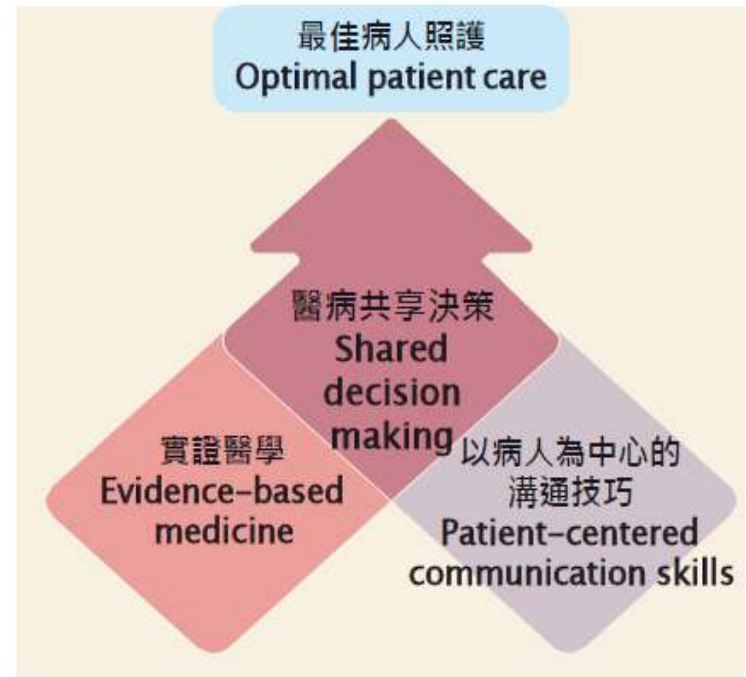 最佳病人照護
Optimal patient care
醫病共享決策
Shared
decision
making
實證醫學
Evidence-based
medicine
以病人為中心的
溝通技巧
Patient-centered
communication skills